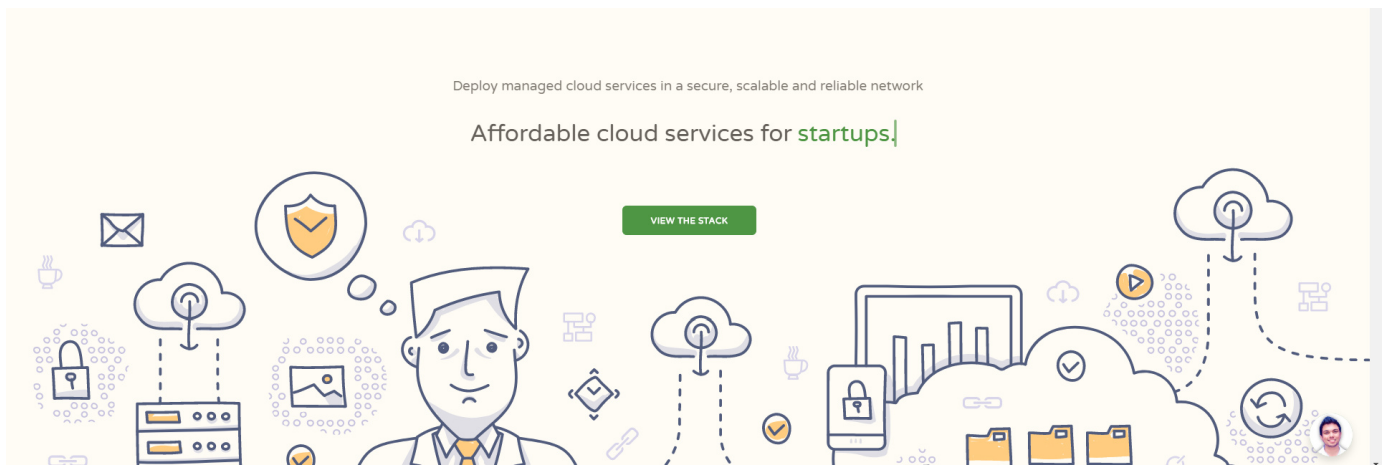 Deploy managed cloud services in a secure, scalable and reliable network
Affordable cloud services for startups.
VIEW THE STACK